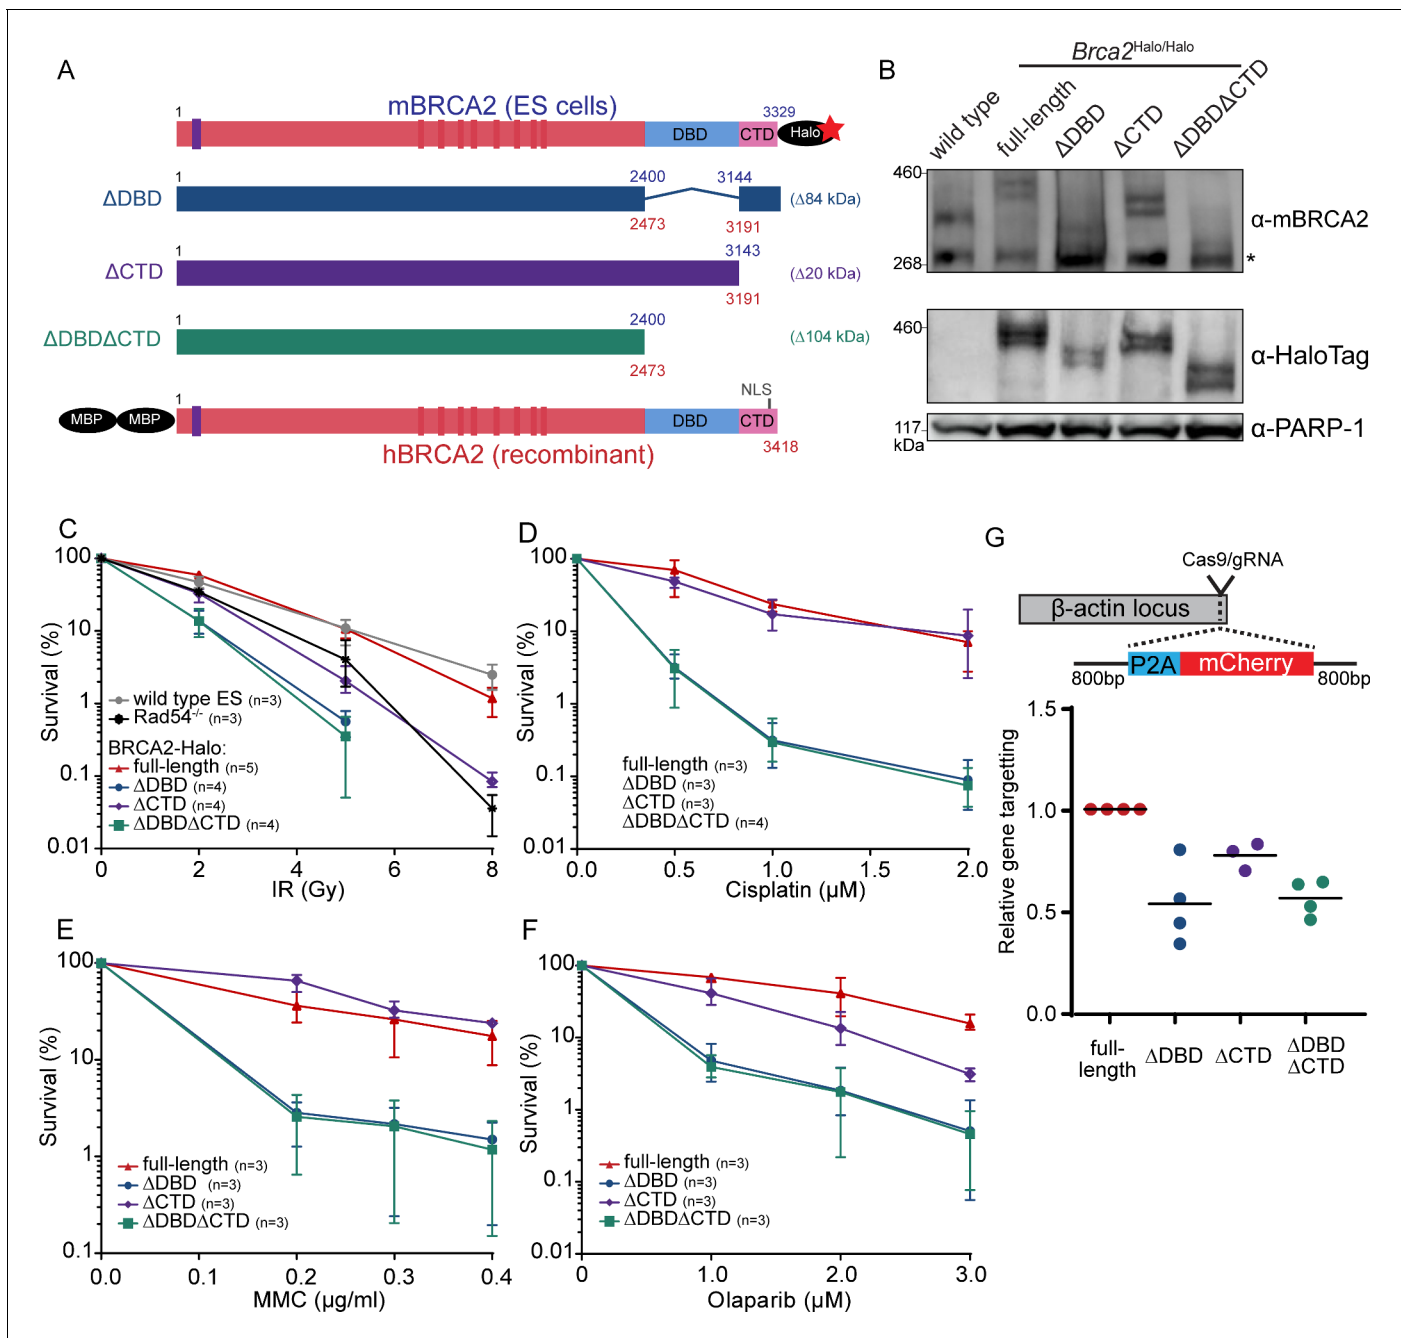 A
mBRCA2 (ES cells)
1
3329
DBD
CTD
Halo
ΔDBD
1
2400
3144
(Δ84 kDa)
2473
3191
ΔCTD
1
3143
(Δ20 kDa)
3191
ΔDBDΔCTD
1
2400
(Δ104 kDa)
2473
MBP
MBP
1
NLS
DBD
CTD
hBRCA2 (recombinant)
3418
B
Brca2Halo/Halo
wild type
full-length
ΔDBD
ΔCTD
ΔDBDΔCTD
460
268
α-mBRCA2
*
460
α-HaloTag
117
kDa
α-PARP-1
C
Survival (%)
100
10
1
0.1
0.01
wild type ES (n=3)
Rad54-/- (n=3)
BRCA2-Halo:
full-length (n=5)
ΔDBD (n=4)
ΔCTD (n=4)
ΔDBDΔCTD (n=4)
0 2 4 6 8
IR (Gy)
D
Survival (%)
100
10
1
0.1
0.01
full-length (n=3)
ΔDBD (n=3)
ΔCTD (n=3)
ΔDBDΔCTD (n=4)
0.0 0.5 1.0 1.5 2.0
Cisplatin (μM)
E
Survival (%)
100
10
1
0.1
full-length (n=3)
ΔDBD (n=3)
ΔCTD (n=3)
ΔDBDΔCTD (n=3)
0.0 0.1 0.2 0.3 0.4
MMC (μg/ml)
F
Survival (%)
100
10
1
0.1
0.01
full-length (n=3)
ΔDBD (n=3)
ΔCTD (n=3)
ΔDBDΔCTD (n=3)
0 1.0 2.0 3.0
Olaparib (μM)
G
Cas9/gRNA
β-actin locus
P2A mCherry
800bp
800bp
Relative gene targetting
1.5
1.0
0.5
0.0
full-
length
ΔDBD
ΔCTD
ΔDBD
ΔCTD